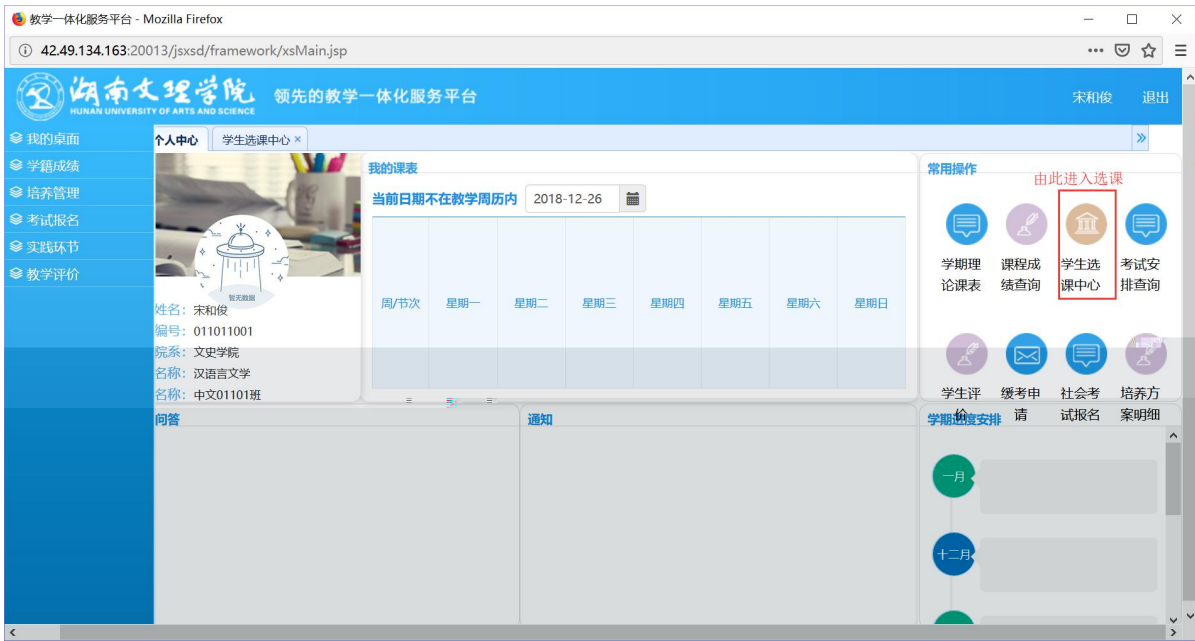 教学一体化服务平台 - Mozilla Firefox
42.49.134.163:20013/jsxsd/framework/xsMain.jsp
湖南文理学院
HUNAN UNIVERSITY OF ARTS AND SCIENCE
领先的教学一体化服务平台
宋和俊 退出
我的桌面
学籍成绩
培养管理
考试报名
实践环节
教学评价
个人中心 学生选课中心 ×
暂无数据
姓名：宋和俊
编号：011011001
院系：文史学院
名称：汉语言文学
名称：中文01101班
我的课表
当前日期不在教学周历内 2018-12-26
周/节次 星期一 星期二 星期三 星期四 星期五 星期六 星期日
常用操作
由此进入选课
学期理论课表
课程成绩查询
学生选课中心
考试安排查询
学生评价
缓考申请
社会考试报名
培养方案明细
问答
通知
学期进度安排
一月
十二月